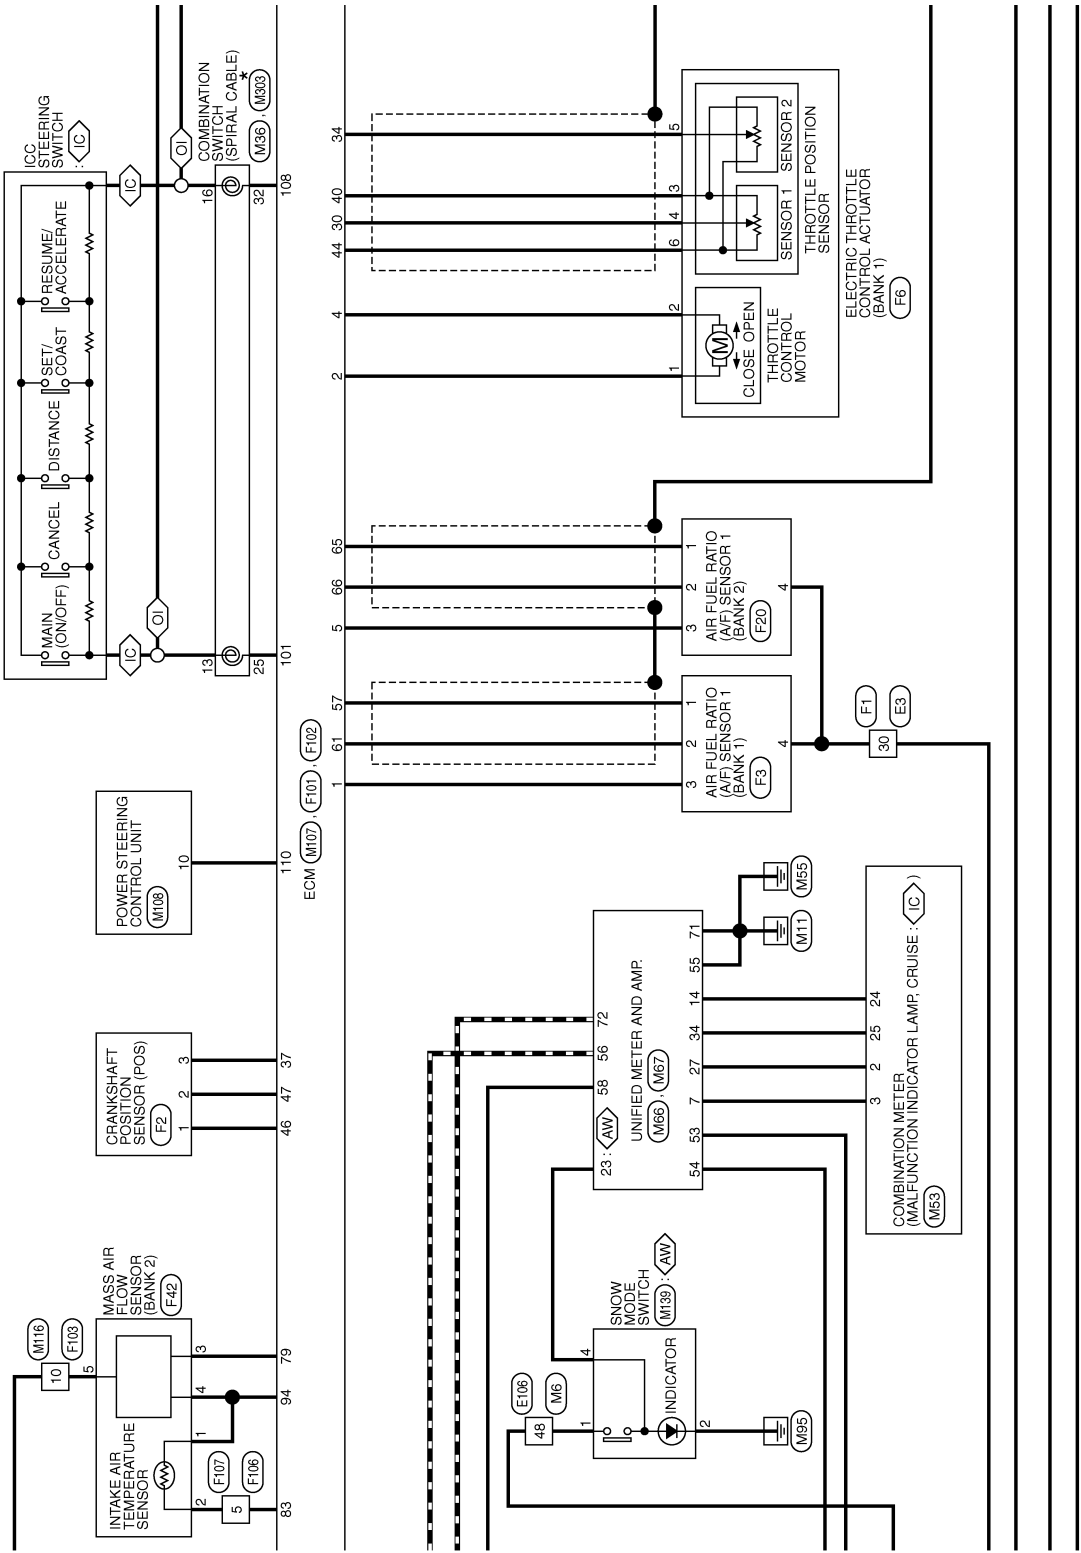 ICC
STEERING
SWITCH
: IC
MAIN
(ON/OFF)
CANCEL
DISTANCE
SET/
COAST
RESUME/
ACCELERATE
IC
IC
OI
OI
COMBINATION
SWITCH
(SPIRAL CABLE)
M36 , M303
*
13
16
25
32
101
108
POWER STEERING
CONTROL UNIT
M108
10
110
CRANKSHAFT
POSITION
SENSOR (POS)
F2
1
2
3
46
47
37
MASS AIR
FLOW
SENSOR
(BANK 2)
F42
M116
F103
10
5
INTAKE AIR
TEMPERATURE
SENSOR
2
1
4
3
F107
F106
5
83
94
79
ECM M107 , F101 , F102
1
61
57
5
66
65
2
4
44
30
40
34
3
2
1
4
AIR FUEL RATIO
(A/F) SENSOR 1
(BANK 1)
F3
3
2
1
4
AIR FUEL RATIO
(A/F) SENSOR 1
(BANK 2)
F20
F1
E3
30
1
2
6
4
3
5
M
CLOSE OPEN
THROTTLE
CONTROL
MOTOR
SENSOR 1
SENSOR 2
THROTTLE POSITION
SENSOR
ELECTRIC THROTTLE
CONTROL ACTUATOR
(BANK 1)
F6
23 : AW
58
56
72
UNIFIED METER AND AMP.
M66 , M67
54
53
7
27
34
14
55
71
M11
M55
3
2
25
24
COMBINATION METER
(MALFUNCTION INDICATOR LAMP, CRUISE : IC )
M53
SNOW
MODE
SWITCH
M139 : AW
E106
M6
48
1
4
INDICATOR
2
M95